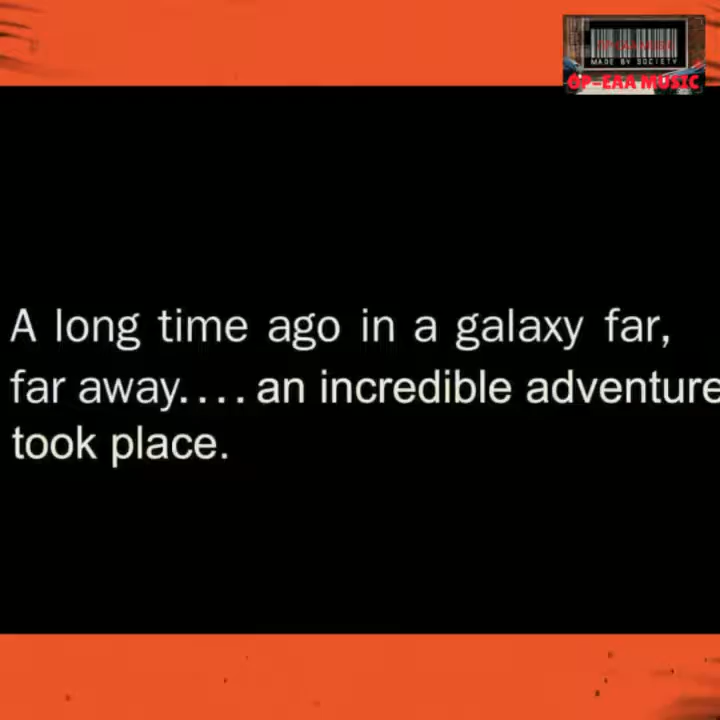 MADE BY SOCIETY
OP-EAA MUSIC
A long time ago in a galaxy far,
far away.... an incredible adventure
took place.